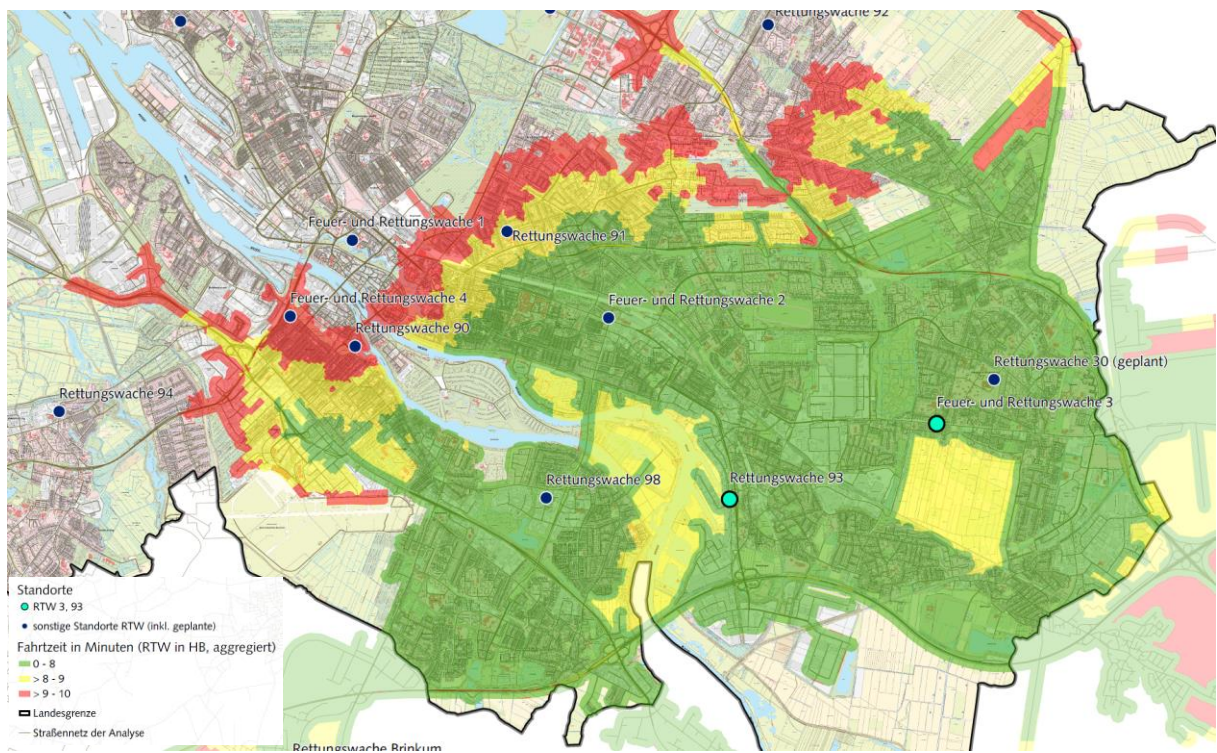 Rettungswache 92
Feuer- und Rettungswache 1
Rettungswache 91
Feuer- und Rettungswache 4
Feuer- und Rettungswache 2
Rettungswache 90
Rettungswache 30 (geplant)
Rettungswache 94
Feuer- und Rettungswache 3
Rettungswache 98
Rettungswache 93
Standorte
RTW 3, 93
sonstige Standorte RTW (inkl. geplante)
Fahrtzeit in Minuten (RTW in HB, aggregiert)
0 - 8
> 8 - 9
> 9 - 10
Landesgrenze
Straßennetz der Analyse
Rettungswache Brinkum